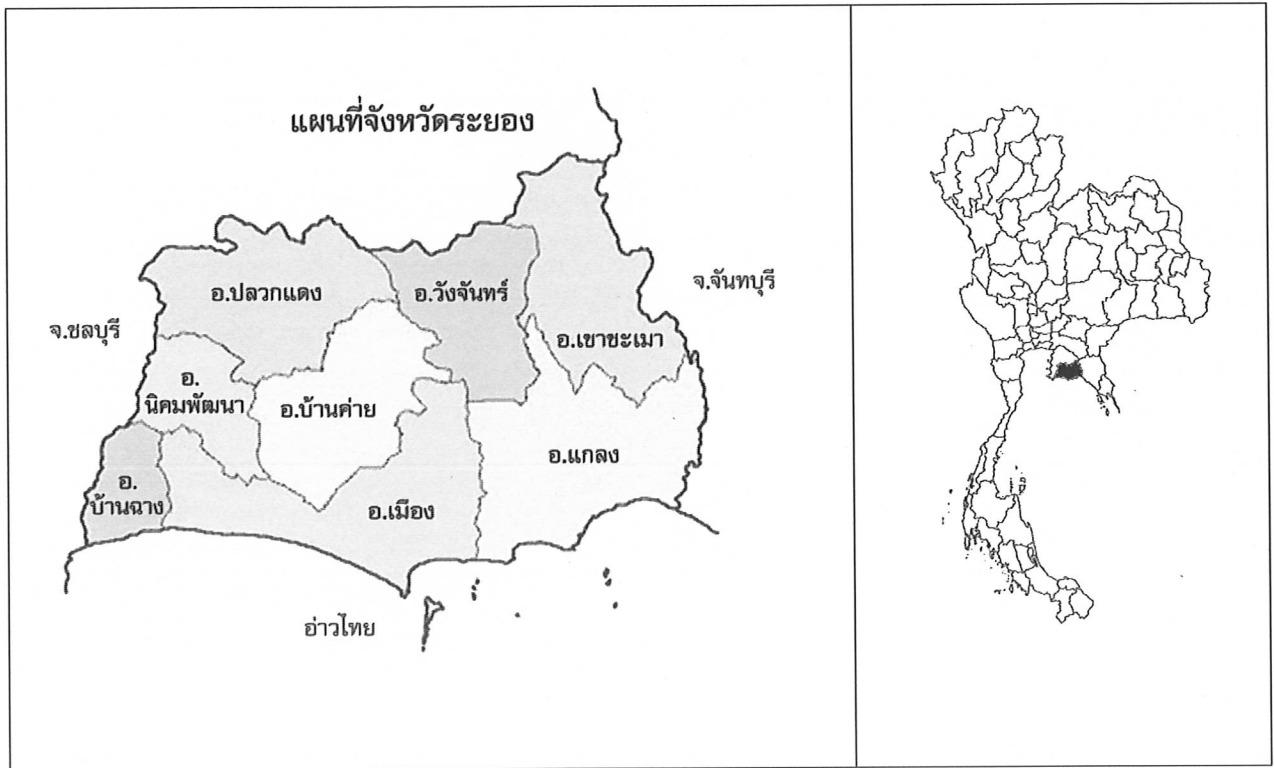 แผนที่จังหวัดระยอง
อ.ปลวกแดง
อ.วังจันทร์
จ.จันทบุรี
จ.ชลบุรี
อ.เขาชะเมา
อ.
นิคมพัฒนา
อ.บ้านค่าย
อ.แกลง
อ.
บ้านฉาง
อ.เมือง
อ่าวไทย